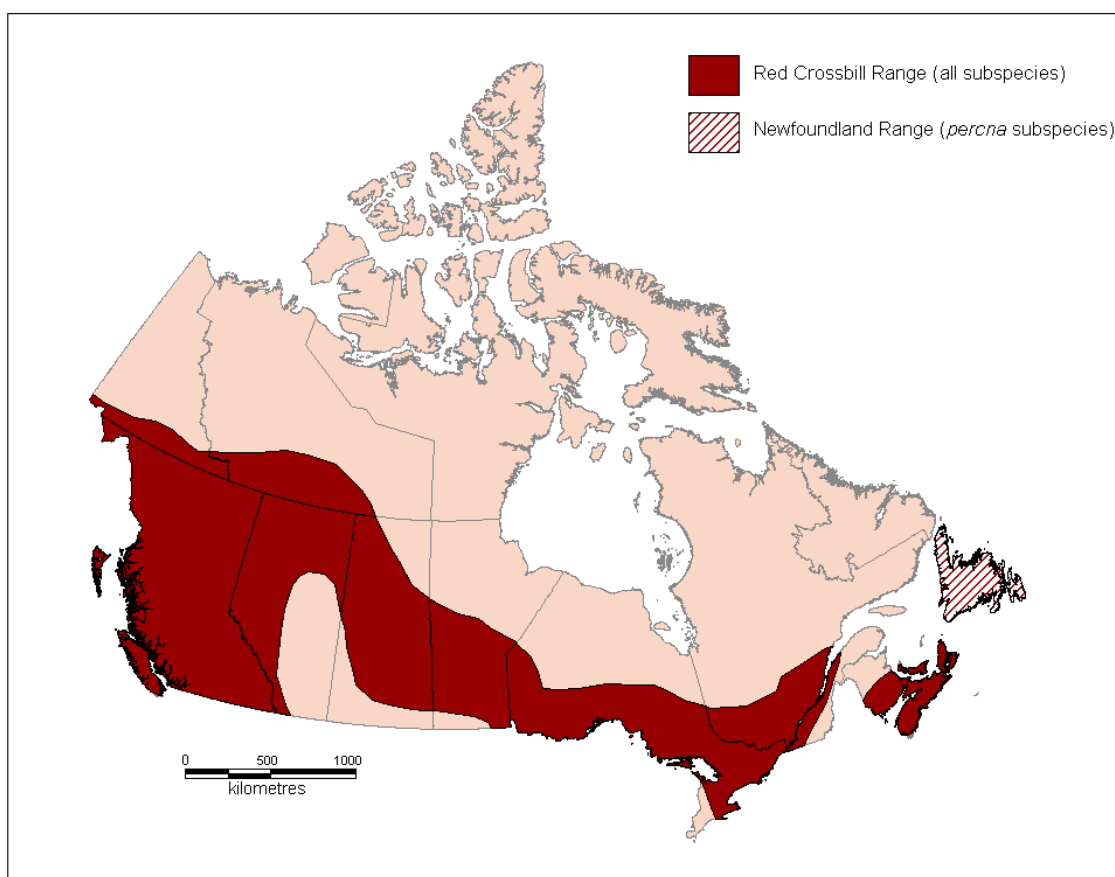 Red Crossbill Range (all subspecies)
Newfoundland Range (percna subspecies)
0 500 1000
kilometres